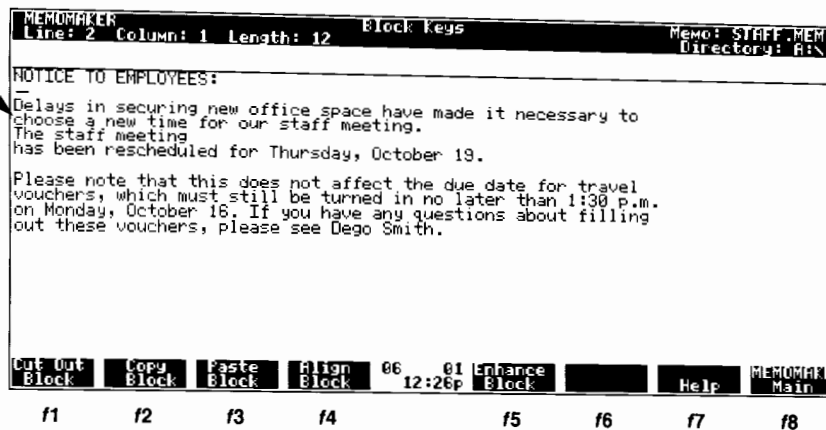 MEMOMAKER Block Keys Memo: STAFF.MEM
Line: 2 Column: 1 Length: 12 Directory: A:\
NOTICE TO EMPLOYEES:
Delays in securing new office space have made it necessary to
choose a new time for our staff meeting.
The staff meeting
has been rescheduled for Thursday, October 19.
Please note that this does not affect the due date for travel
vouchers, which must still be turned in no later than 1:30 p.m.
on Monday, October 16. If you have any questions about filling
out these vouchers, please see Dego Smith.
Cut Out Copy Paste Align 06 01 Enhance MEMOMAK
Block Block Block Block 12:26p Block Help Main
f1 f2 f3 f4 f5 f6 f7 f8